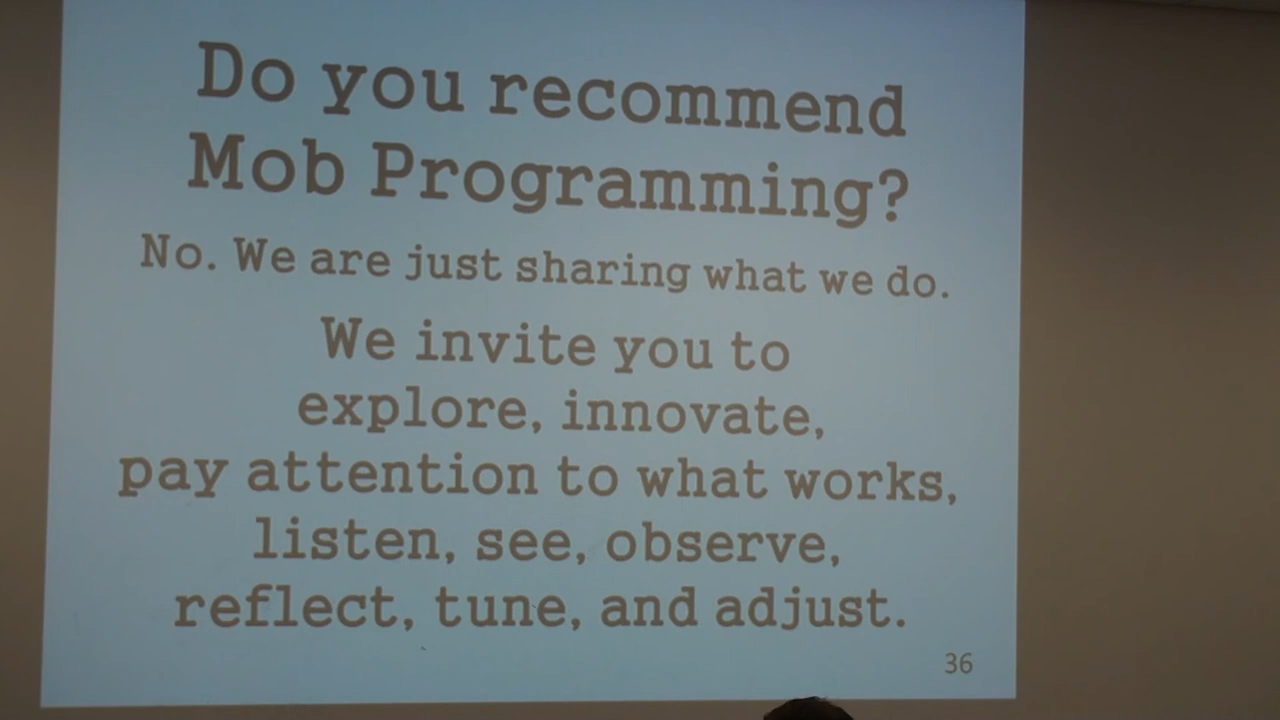 Do you recommend
Mob Programming?
No. We are just sharing what we do.
We invite you to
explore, innovate,
pay attention to what works,
listen, see, observe,
reflect, tune, and adjust.
36